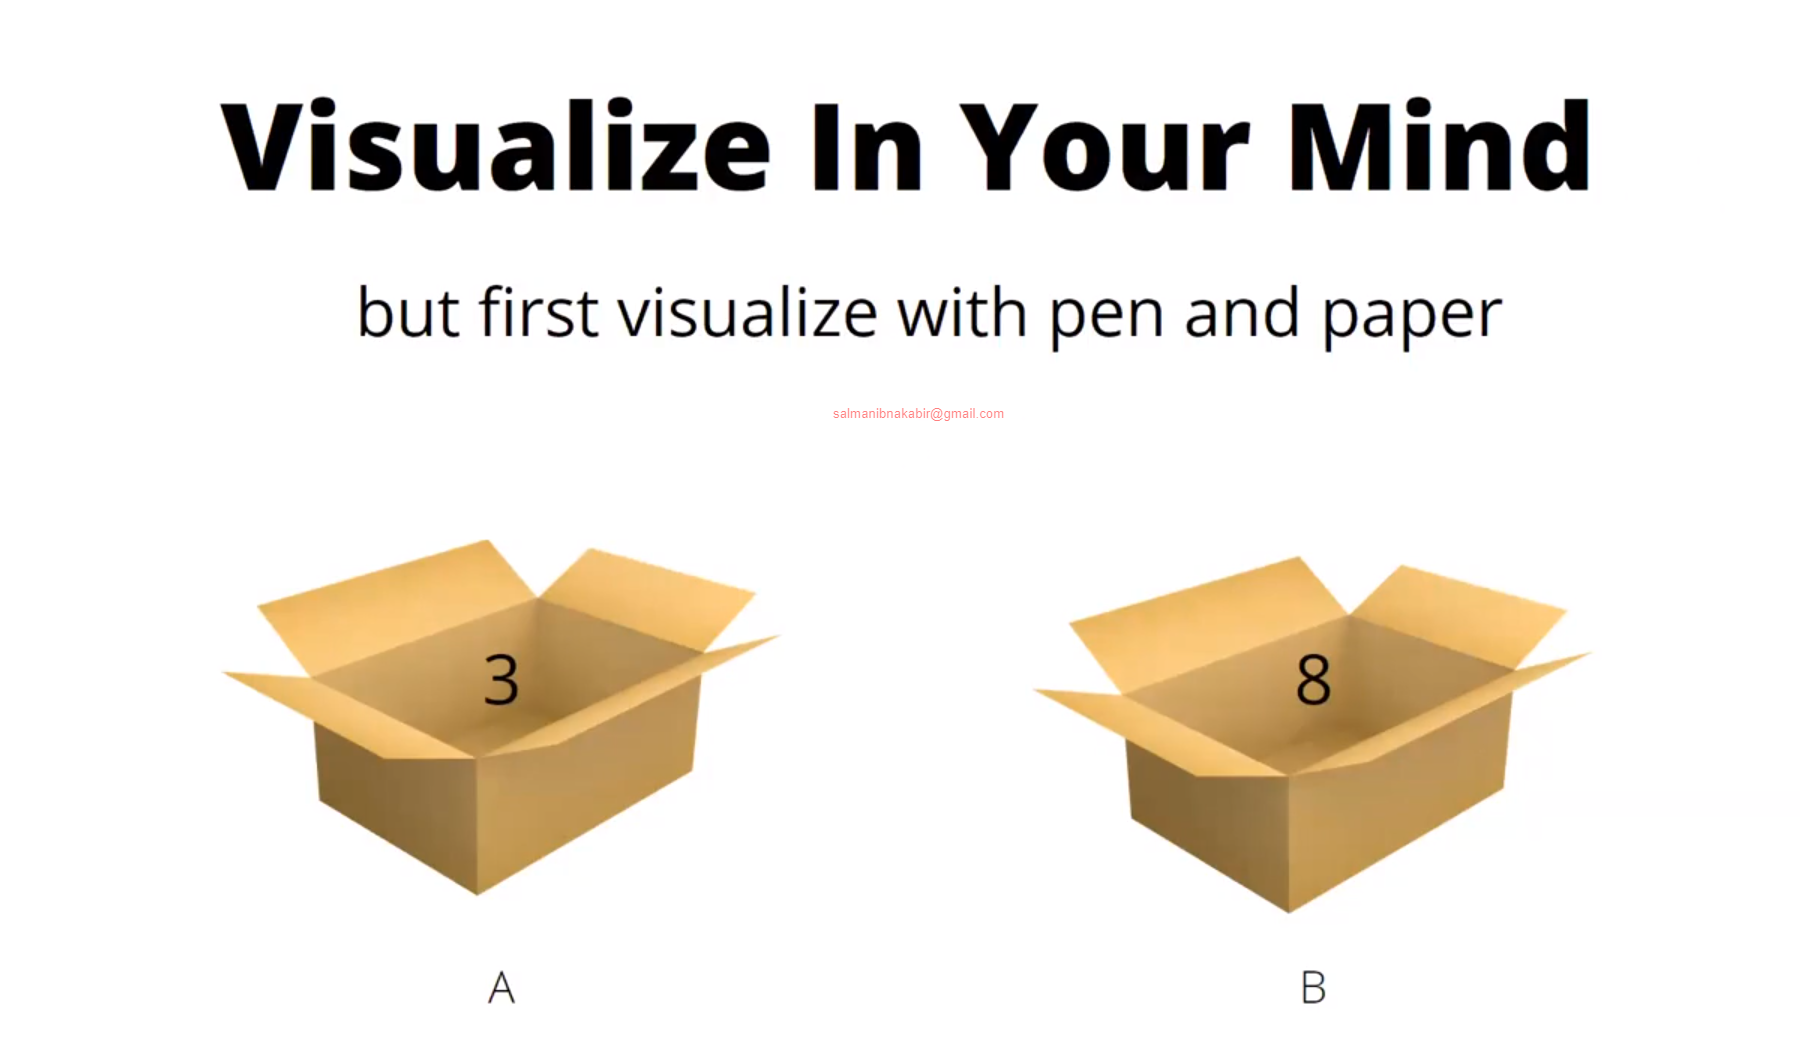 Visualize In Your Mind
but first visualize with pen and paper
salmanibnakabir@gmail.com
3
8
A
B